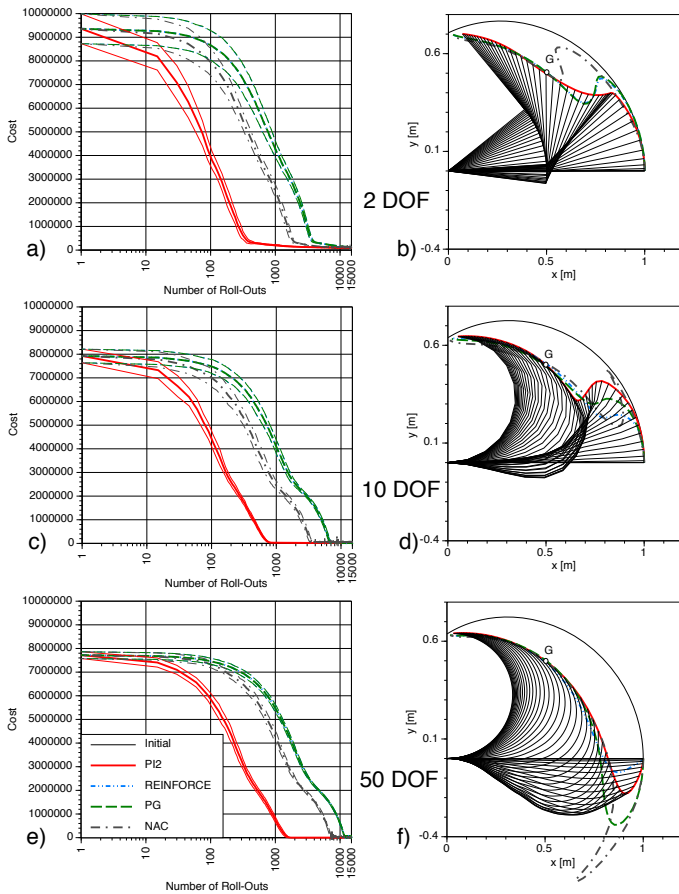 10000000
9000000
8000000
7000000
6000000
5000000
4000000
3000000
2000000
1000000
0
Cost
1
10
100
1000
10000
15000
Number of Roll-Outs
a)
0.6
0.1
-0.4
y [m]
G
0
0.5
1
x [m]
b)
2 DOF
10000000
9000000
8000000
7000000
6000000
5000000
4000000
3000000
2000000
1000000
0
Cost
1
10
100
1000
10000
15000
Number of Roll-Outs
c)
0.6
0.1
-0.4
y [m]
G
0
0.5
1
x [m]
d)
10 DOF
10000000
9000000
8000000
7000000
6000000
5000000
4000000
3000000
2000000
1000000
0
Cost
Initial
PI2
REINFORCE
PG
NAC
1
10
100
1000
10000
15000
Number of Roll-Outs
e)
0.6
0.1
-0.4
y [m]
G
0
0.5
1
x [m]
f)
50 DOF